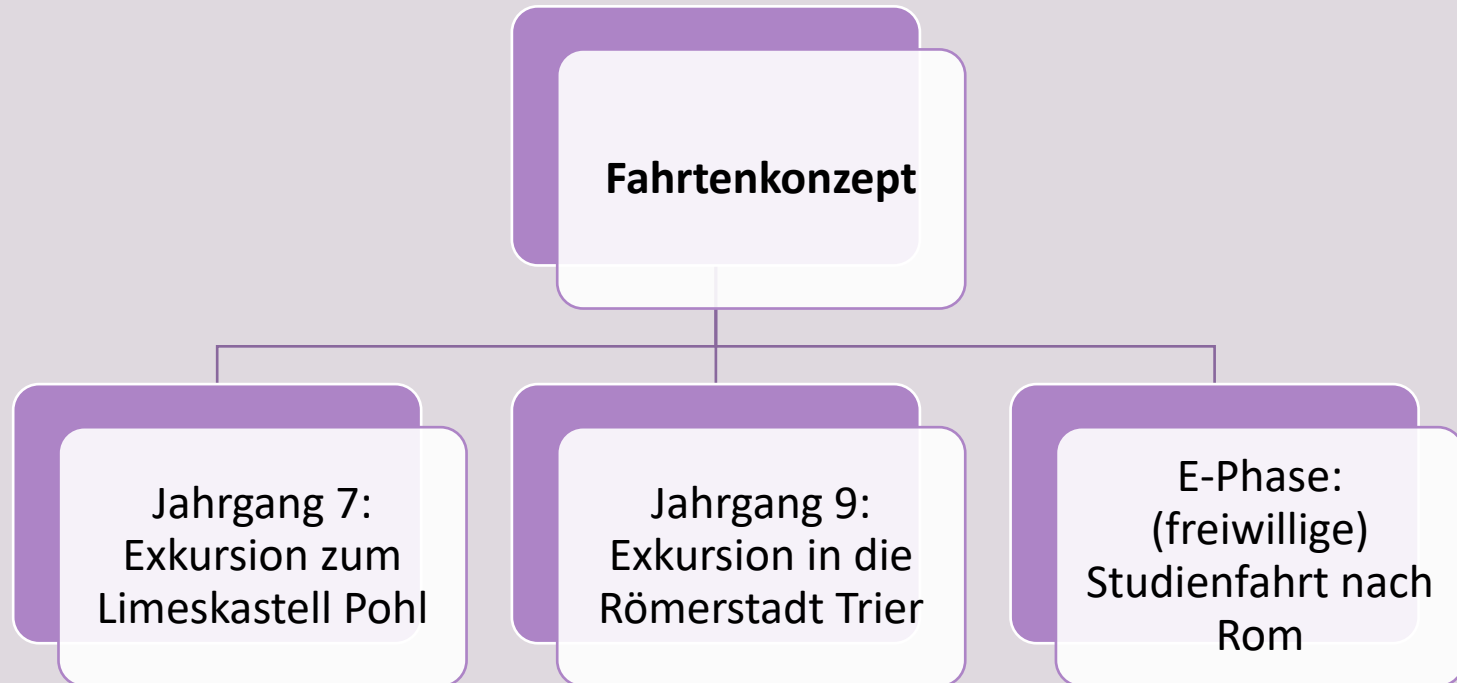 Fahrtenkonzept
Jahrgang 7:
Exkursion zum
Limeskastell Pohl
Jahrgang 9:
Exkursion in die
Römerstadt Trier
E-Phase:
(freiwillige)
Studienfahrt nach
Rom